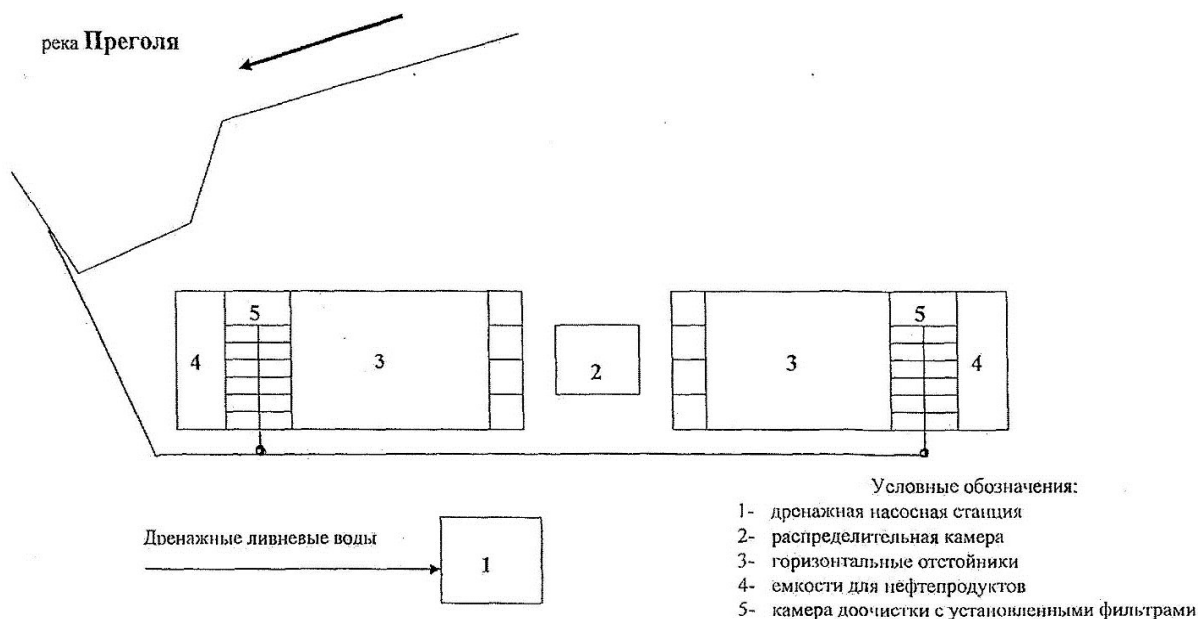 река Преголя
5
5
4
3
2
3
4
Условные обозначения:
1- дренажная насосная станция
2- распределительная камера
3- горизонтальные отстойники
4- емкости для нефтепродуктов
5- камера доочистки с установленными фильтрами
Дренажные ливневые воды
1